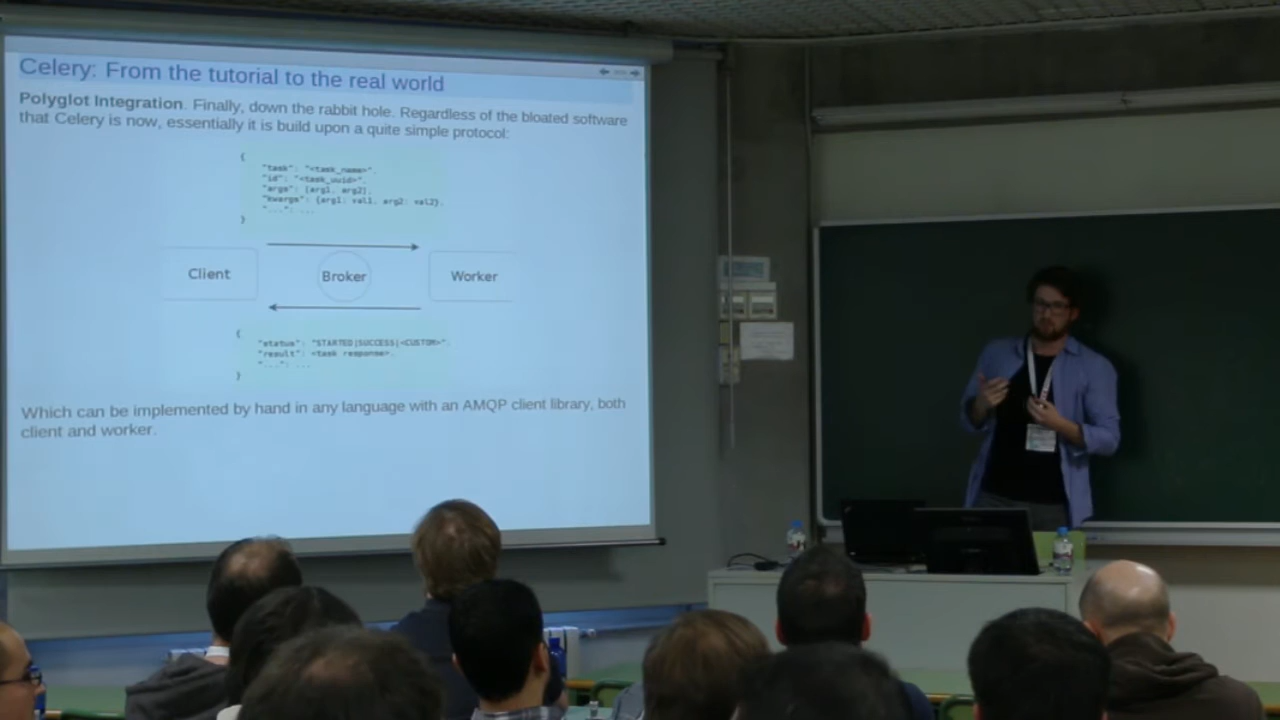 Celery: From the tutorial to the real world
Polyglot Integration. Finally, down the rabbit hole. Regardless of the bloated software
that Celery is now, essentially it is build upon a quite simple protocol:
{
"task": "<task_name>",
"id": "<task_uuid>",
"args": [arg1, arg2],
"kwargs": {arg1: val1, arg2: val2},
"...": ...
}
Client
Broker
Worker
{
"status": "STARTED|SUCCESS|<CUSTOM>",
"result": <task response>,
"...": ...
}
Which can be implemented by hand in any language with an AMQP client library, both
client and worker.